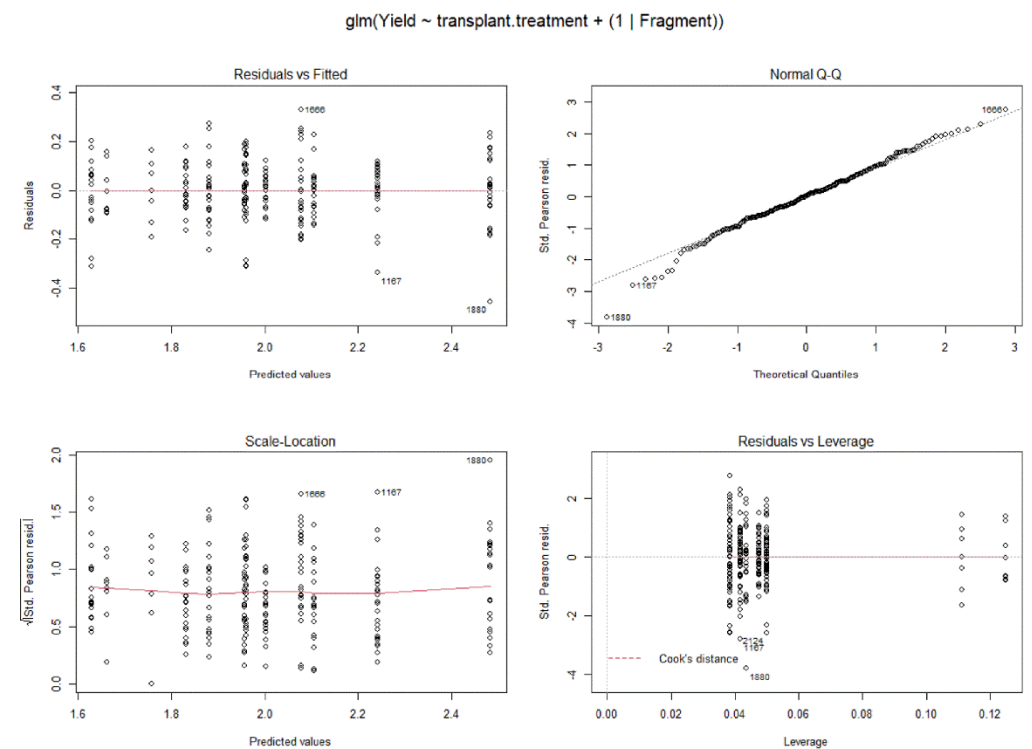 glm(Yield ~ transplant.treatment + (1 | Fragment))
Residuals vs Fitted
Residuals
0.4
0.2
0.0
-0.2
-0.4
1666
1167
1880
1.6 1.8 2.0 2.2 2.4
Predicted values
Normal Q-Q
Std. Pearson resid.
3
2
1
0
-1
-2
-3
-4
1666
1167
1880
-3 -2 -1 0 1 2 3
Theoretical Quantiles
Scale-Location
√|Std. Pearson resid.|
2.0
1.5
1.0
0.5
0.0
1880
1666
1167
1.6 1.8 2.0 2.2 2.4
Predicted values
Residuals vs Leverage
Std. Pearson resid.
2
0
-2
-4
2124
1167
Cook's distance
1880
0.00 0.02 0.04 0.06 0.08 0.10 0.12
Leverage